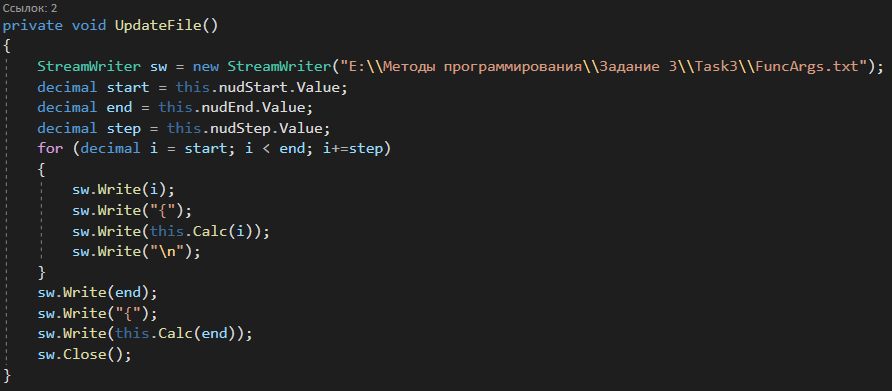 Ссылок: 2
private void UpdateFile()
{
StreamWriter sw = new StreamWriter("E:\\Методы программирования\\Задание 3\\Task3\\FuncArgs.txt");
decimal start = this.nudStart.Value;
decimal end = this.nudEnd.Value;
decimal step = this.nudStep.Value;
for (decimal i = start; i < end; i+=step)
{
sw.Write(i);
sw.Write("{");
sw.Write(this.Calc(i));
sw.Write("\n");
}
sw.Write(end);
sw.Write("{");
sw.Write(this.Calc(end));
sw.Close();
}